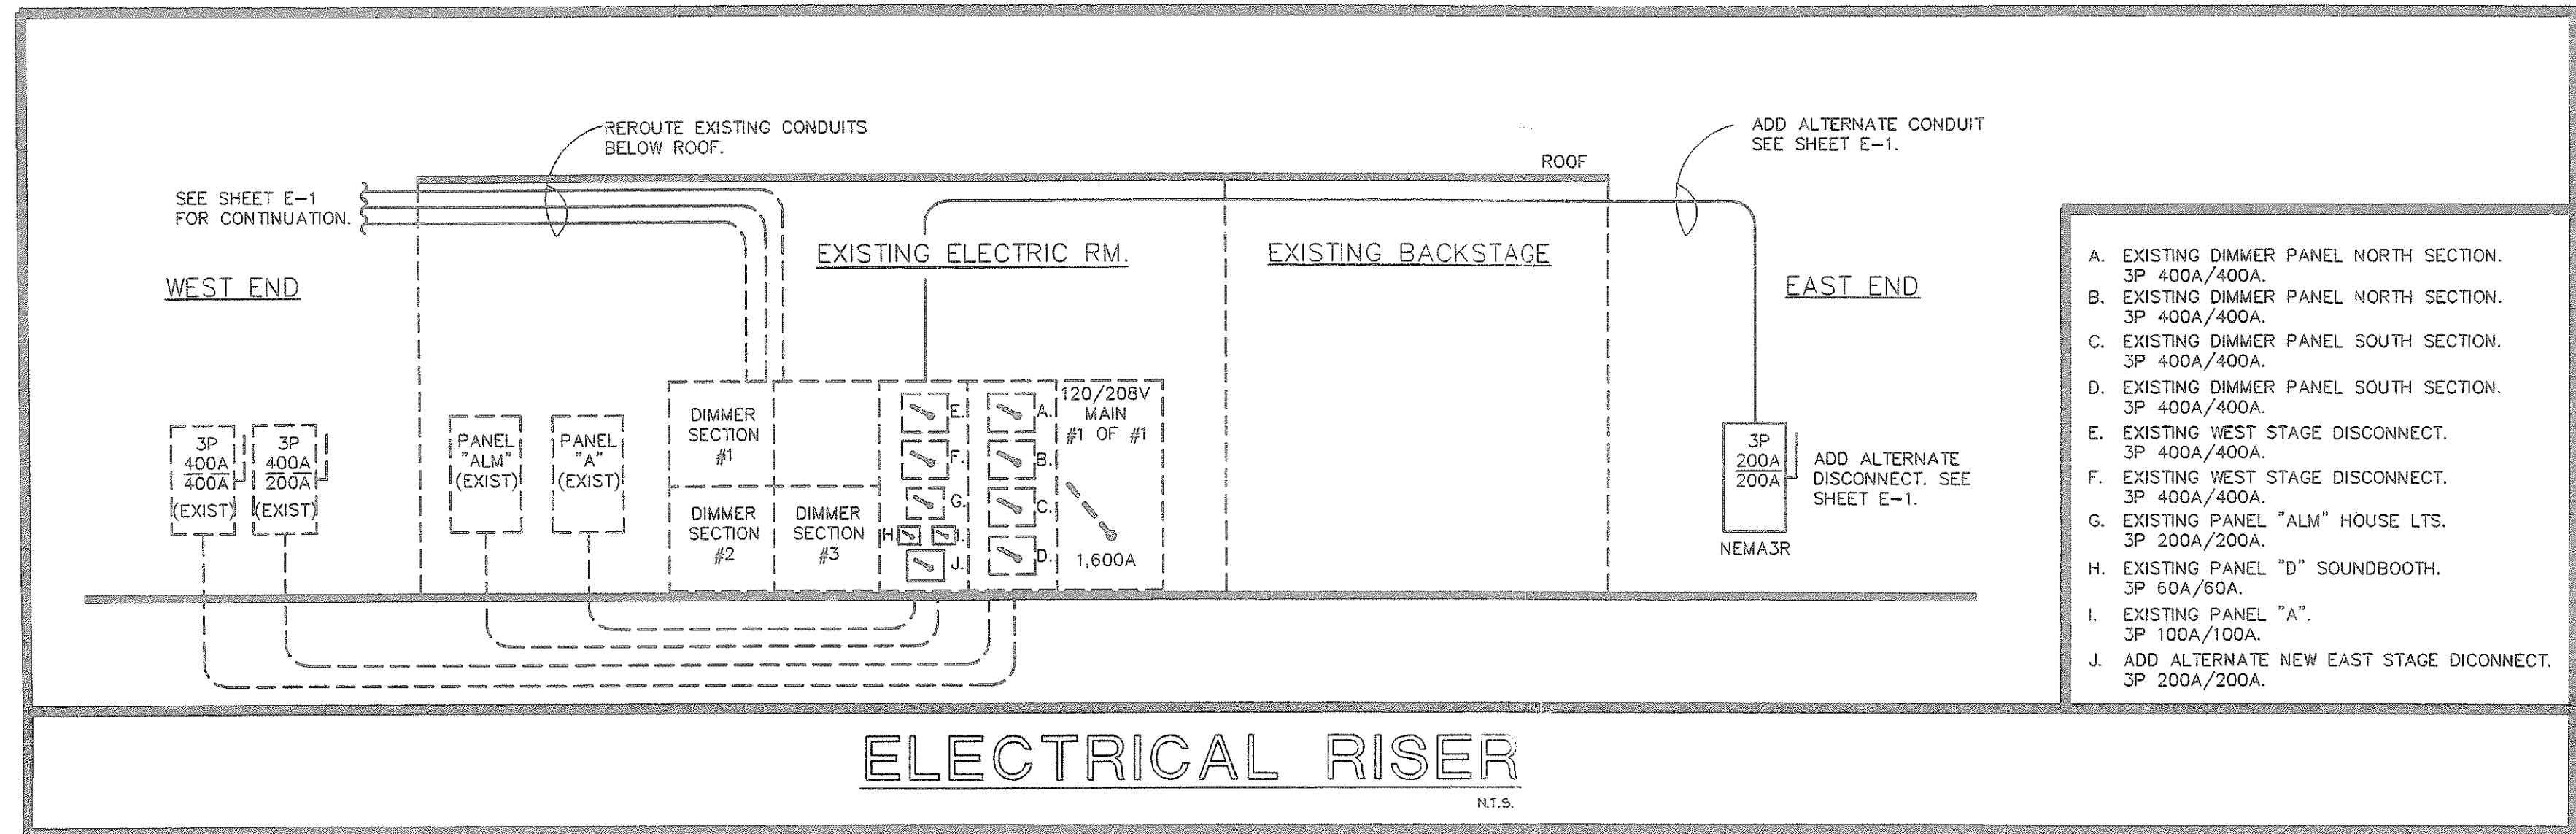 REROUTE EXISTING CONDUITS
BELOW ROOF.
ADD ALTERNATE CONDUIT
SEE SHEET E-1.
ROOF
SEE SHEET E-1
FOR CONTINUATION.
WEST END
EXISTING ELECTRIC RM.
EXISTING BACKSTAGE
EAST END
3P
400A
400A
(EXIST)
3P
400A
200A
(EXIST)
PANEL
"ALM"
(EXIST)
PANEL
"A"
(EXIST)
DIMMER
SECTION
#1
DIMMER
SECTION
#2
DIMMER
SECTION
#3
E.
F.
G.
H.
I.
J.
A.
B.
C.
D.
120/208V
MAIN
#1 OF #1
1,600A
3P
200A
200A
NEMA3R
ADD ALTERNATE
DISCONNECT. SEE
SHEET E-1.
A. EXISTING DIMMER PANEL NORTH SECTION.
3P 400A/400A.
B. EXISTING DIMMER PANEL NORTH SECTION.
3P 400A/400A.
C. EXISTING DIMMER PANEL SOUTH SECTION.
3P 400A/400A.
D. EXISTING DIMMER PANEL SOUTH SECTION.
3P 400A/400A.
E. EXISTING WEST STAGE DISCONNECT.
3P 400A/400A.
F. EXISTING WEST STAGE DISCONNECT.
3P 400A/400A.
G. EXISTING PANEL "ALM" HOUSE LTS.
3P 200A/200A.
H. EXISTING PANEL "D" SOUNDBOOTH.
3P 60A/60A.
I. EXISTING PANEL "A".
3P 100A/100A.
J. ADD ALTERNATE NEW EAST STAGE DICONNECT.
3P 200A/200A.
ELECTRICAL RISER
N.T.S.